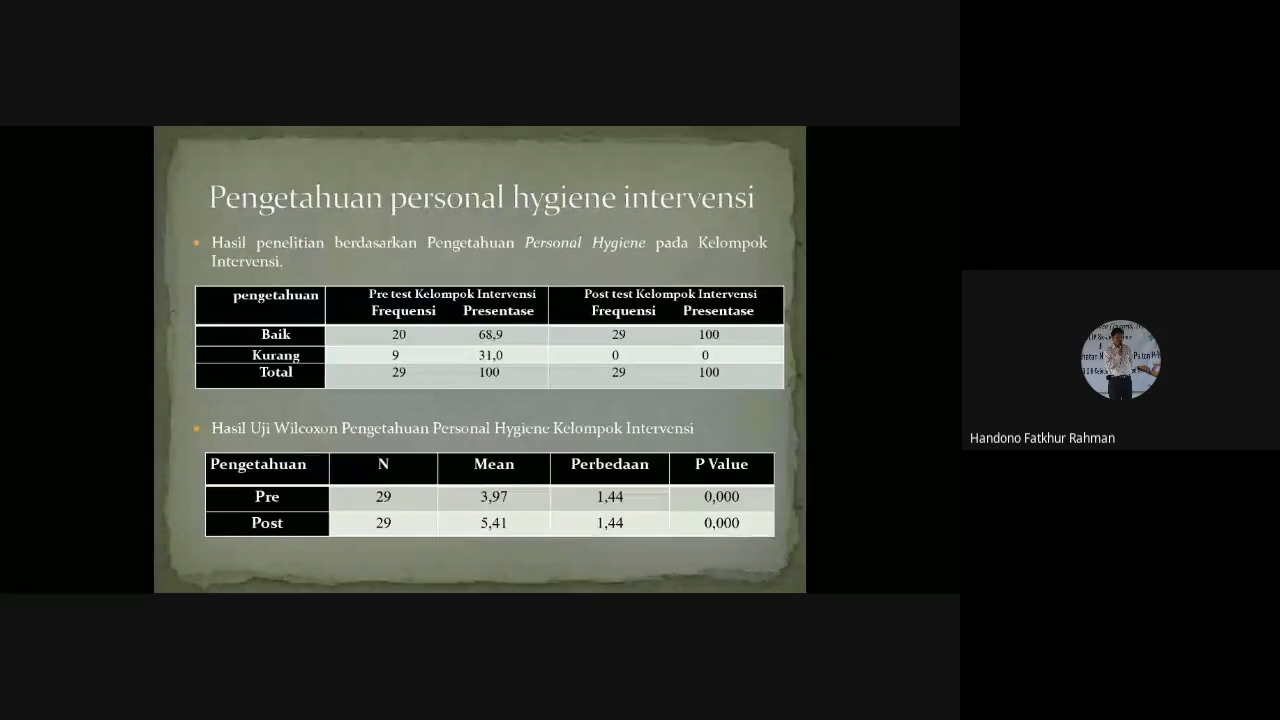 Pengetahuan personal hygiene intervensi
Hasil penelitian berdasarkan Pengetahuan Personal Hygiene pada Kelompok
Intervensi.
pengetahuan Pre test Kelompok Intervensi Post test Kelompok Intervensi
Frekuensi Presentase Frekuensi Presentase
Baik 20 68,9 29 100
Kurang 9 31,0 0 0
Total 29 100 29 100
Hasil Uji Wilcoxon Pengetahuan Personal Hygiene Kelompok Intervensi
Pengetahuan N Mean Perbedaan P Value
Pre 29 3,97 1,44 0,000
Post 29 5,41 1,44 0,000
Handono Fatkhur Rahman